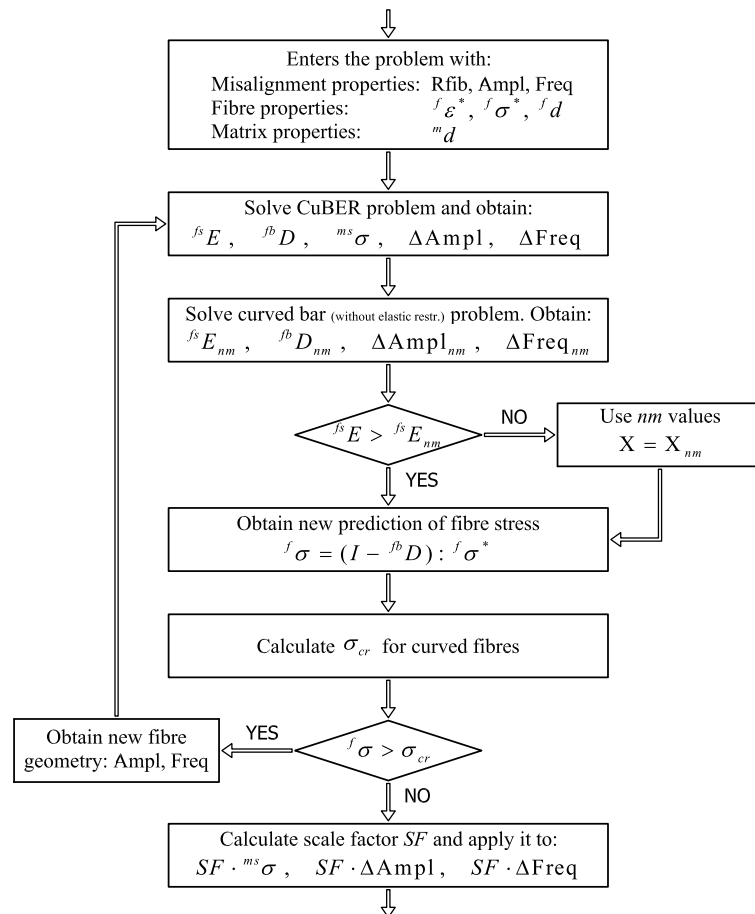 Enters the problem with:
Misalignment properties: Rfib, Ampl, Freq
Fibre properties: ᶠε*, ᶠσ*, ᶠd
Matrix properties: ᵐd
Solve CuBER problem and obtain:
ᶠˢE , ᶠᵇD , ᵐˢσ , ΔAmpl , ΔFreq
Solve curved bar (without elastic restr.) problem. Obtain:
ᶠˢE_nm , ᶠᵇD_nm , ΔAmpl_nm , ΔFreq_nm
ᶠˢE > ᶠˢE_nm
NO
Use nm values
X = X_nm
YES
Obtain new prediction of fibre stress
ᶠσ = (I − ᶠᵇD) : ᶠσ*
Calculate σ_cr for curved fibres
ᶠσ > σ_cr
YES
Obtain new fibre
geometry: Ampl, Freq
NO
Calculate scale factor SF and apply it to:
SF · ᵐˢσ , SF · ΔAmpl , SF · ΔFreq